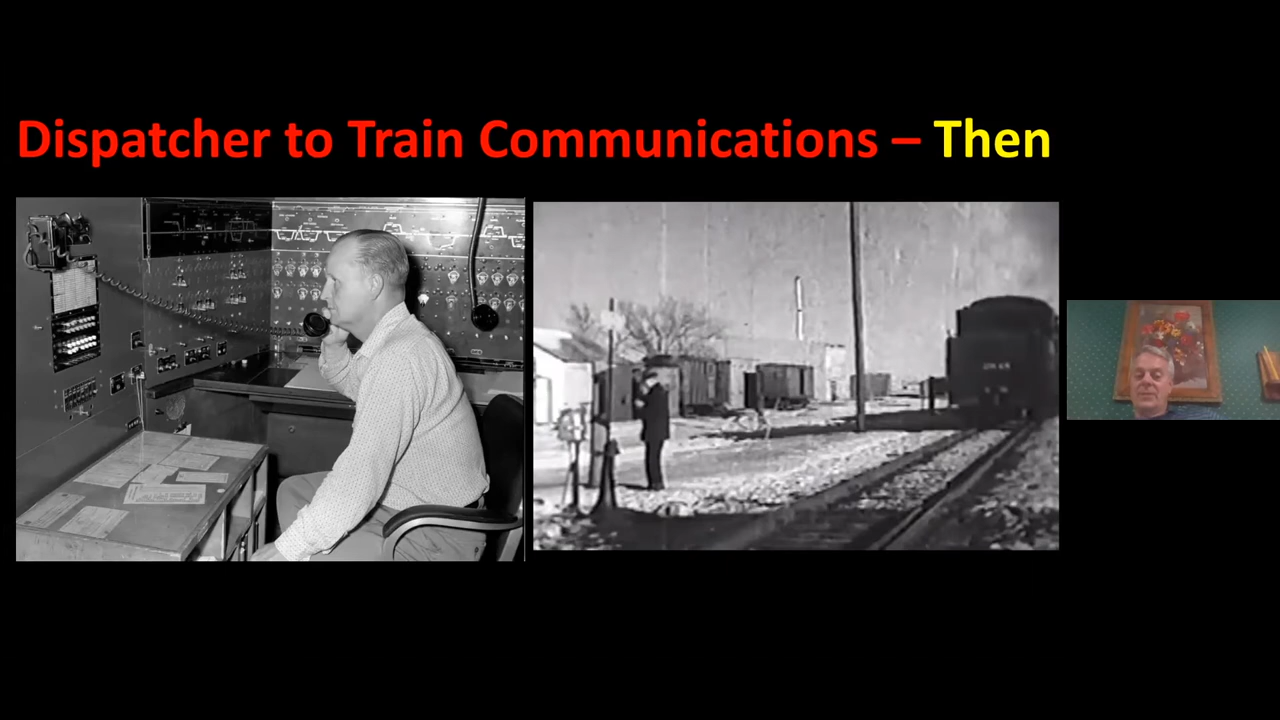 Dispatcher to Train Communications – Then